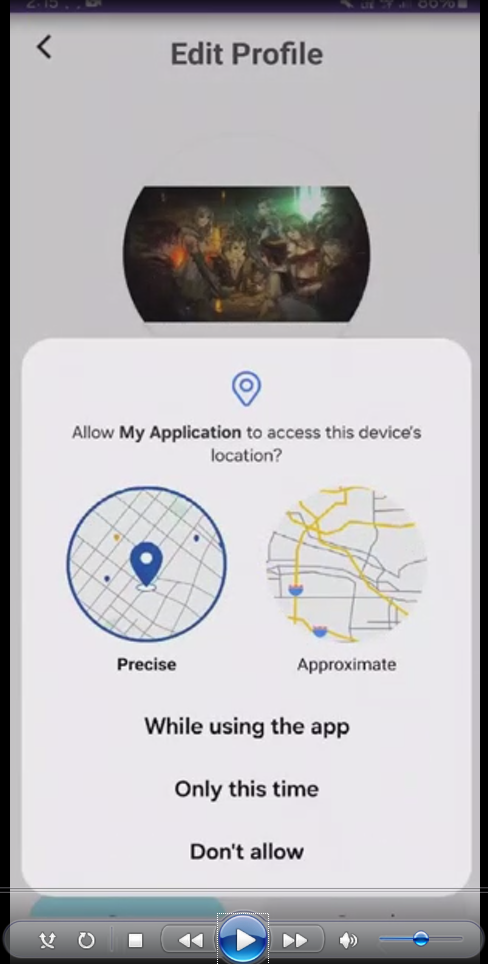 Edit Profile
Allow My Application to access this device's
location?
Precise
Approximate
While using the app
Only this time
Don't allow